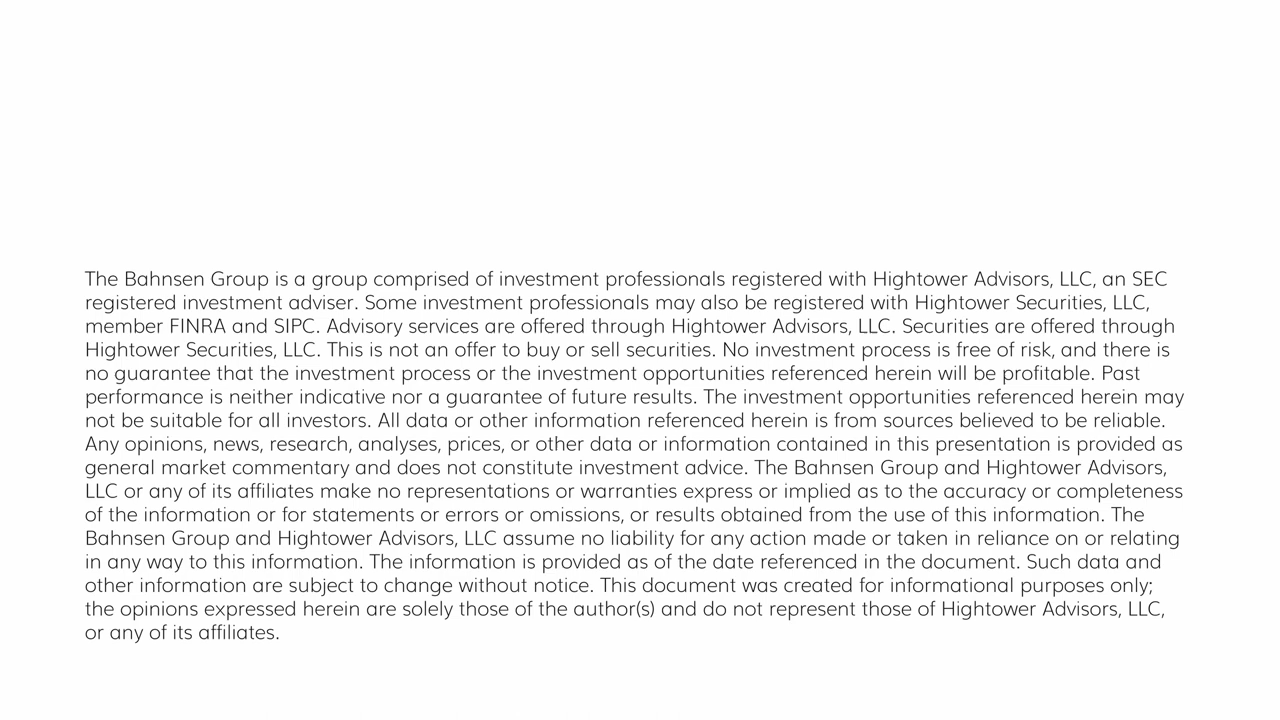 The Bahnsen Group is a group comprised of investment professionals registered with Hightower Advisors, LLC, an SEC
registered investment adviser. Some investment professionals may also be registered with Hightower Securities, LLC,
member FINRA and SIPC. Advisory services are offered through Hightower Advisors, LLC. Securities are offered through
Hightower Securities, LLC. This is not an offer to buy or sell securities. No investment process is free of risk, and there is
no guarantee that the investment process or the investment opportunities referenced herein will be profitable. Past
performance is neither indicative nor a guarantee of future results. The investment opportunities referenced herein may
not be suitable for all investors. All data or other information referenced herein is from sources believed to be reliable.
Any opinions, news, research, analyses, prices, or other data or information contained in this presentation is provided as
general market commentary and does not constitute investment advice. The Bahnsen Group and Hightower Advisors,
LLC or any of its affiliates make no representations or warranties express or implied as to the accuracy or completeness
of the information or for statements or errors or omissions, or results obtained from the use of this information. The
Bahnsen Group and Hightower Advisors, LLC assume no liability for any action made or taken in reliance on or relating
in any way to this information. The information is provided as of the date referenced in the document. Such data and
other information are subject to change without notice. This document was created for informational purposes only;
the opinions expressed herein are solely those of the author(s) and do not represent those of Hightower Advisors, LLC,
or any of its affiliates.